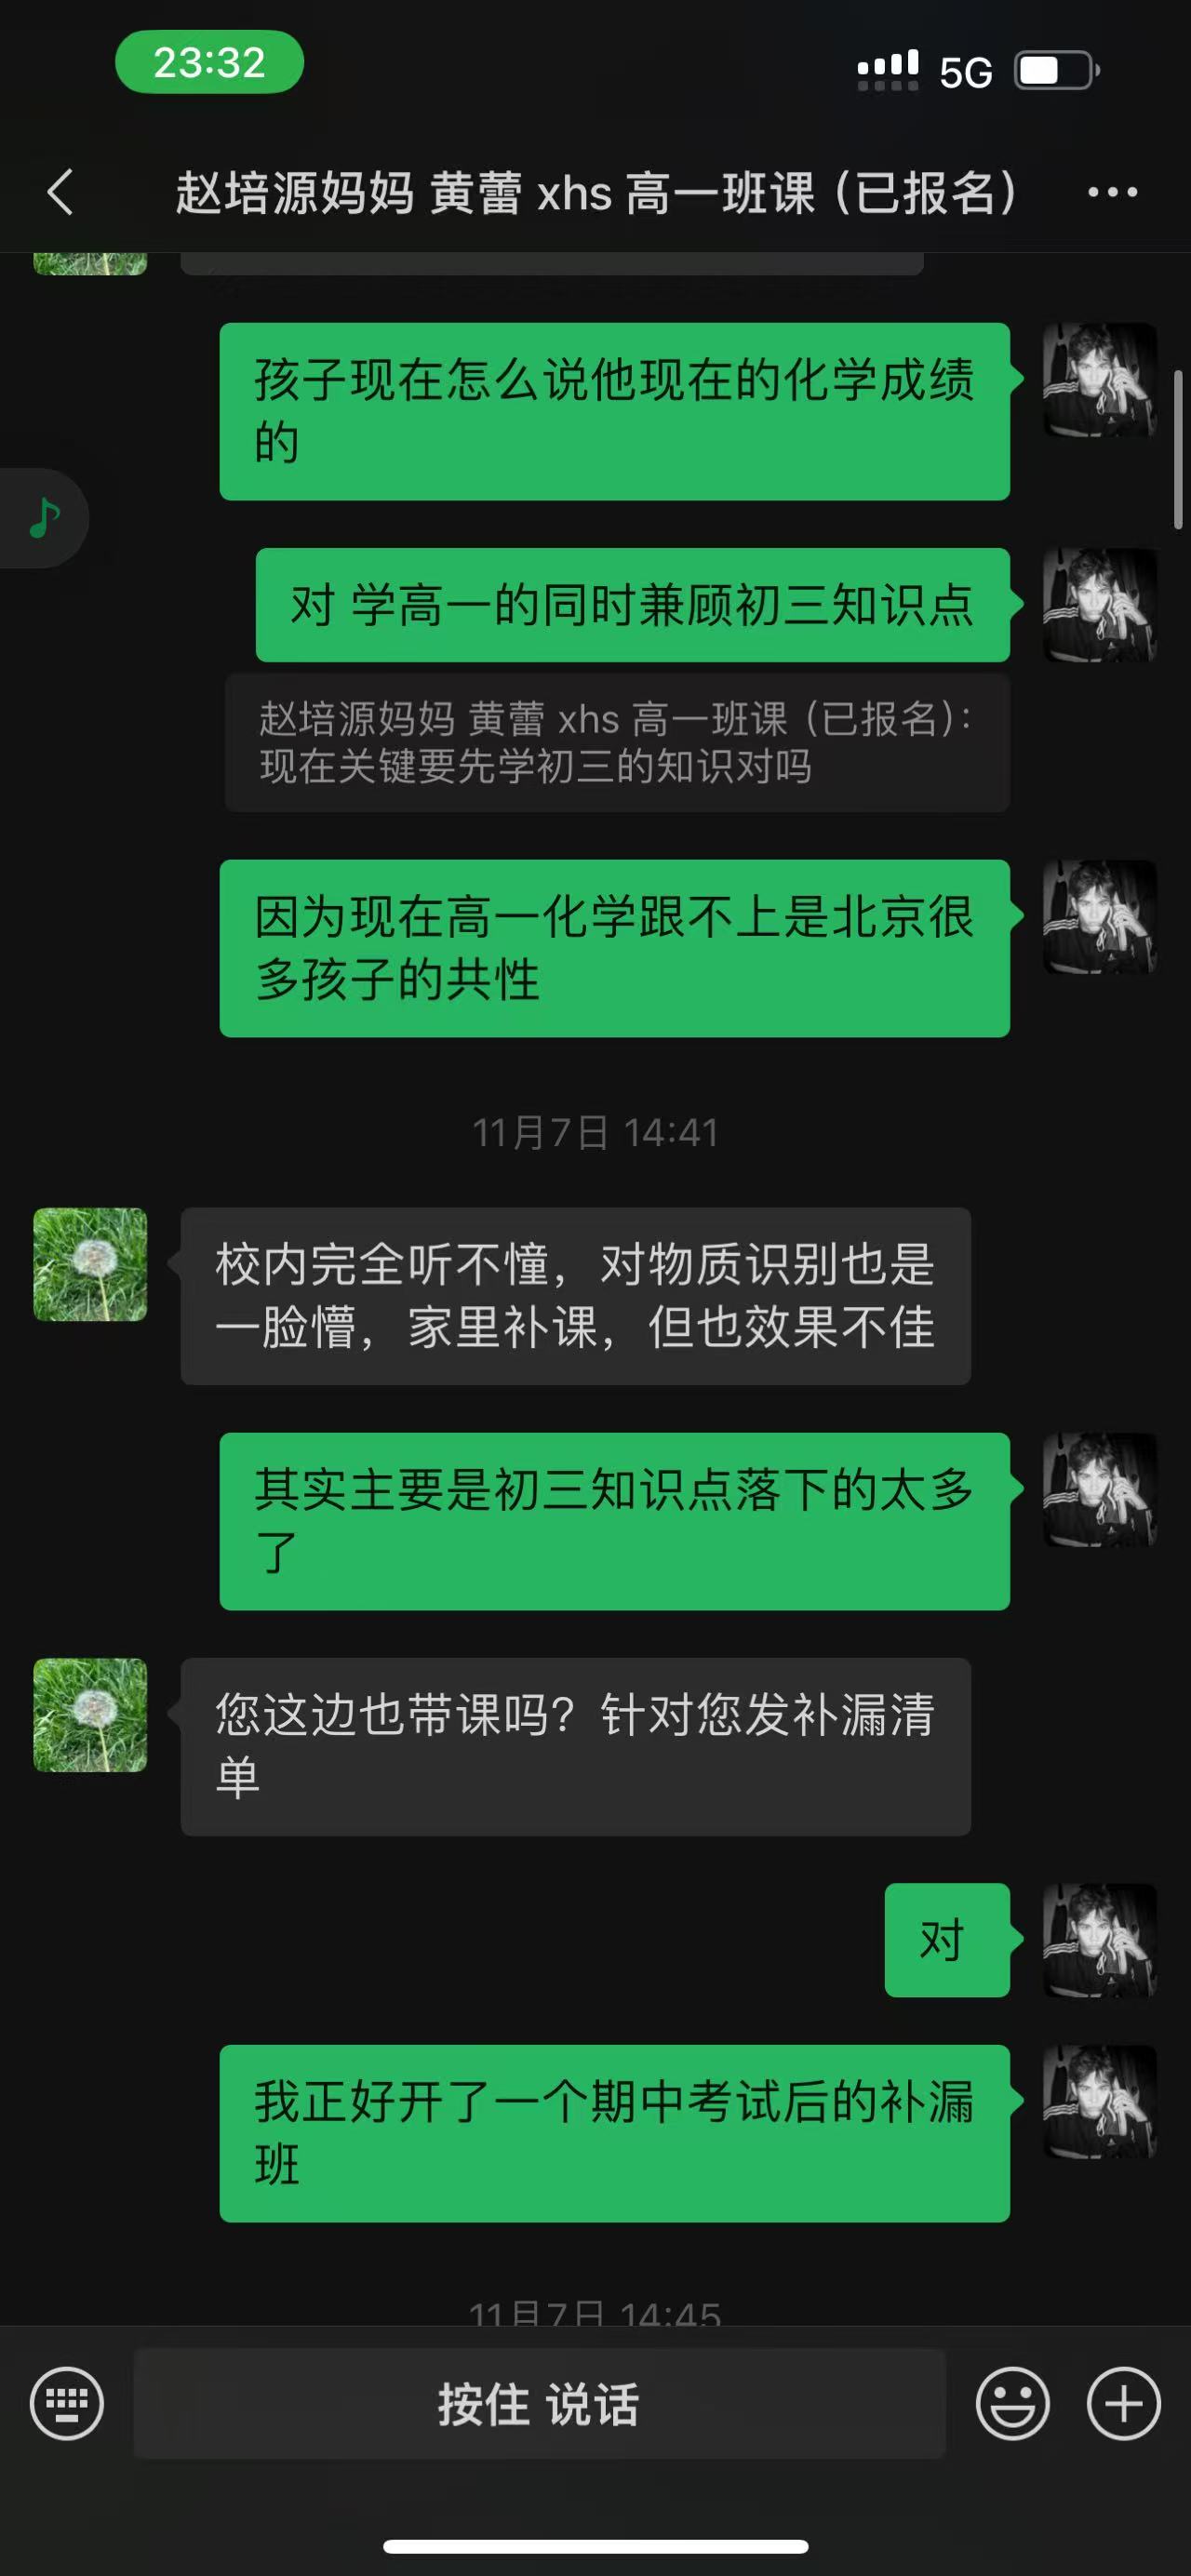 23:32
5G
赵培源妈妈 黄蕾 xhs 高一班课（已报名）
孩子现在怎么说他现在的化学成绩
的
对 学高一的同时兼顾初三知识点
赵培源妈妈 黄蕾 xhs 高一班课（已报名）：
现在关键要先学初三的知识对吗
因为现在高一化学跟不上是北京很
多孩子的共性
11月7日 14:41
校内完全听不懂，对物质识别也是
一脸懵，家里补课，但也效果不佳
其实主要是初三知识点落下的太多
了
您这边也带课吗？针对您发补漏清
单
对
我正好开了一个期中考试后的补漏
班
11月7日 14:45
按住 说话